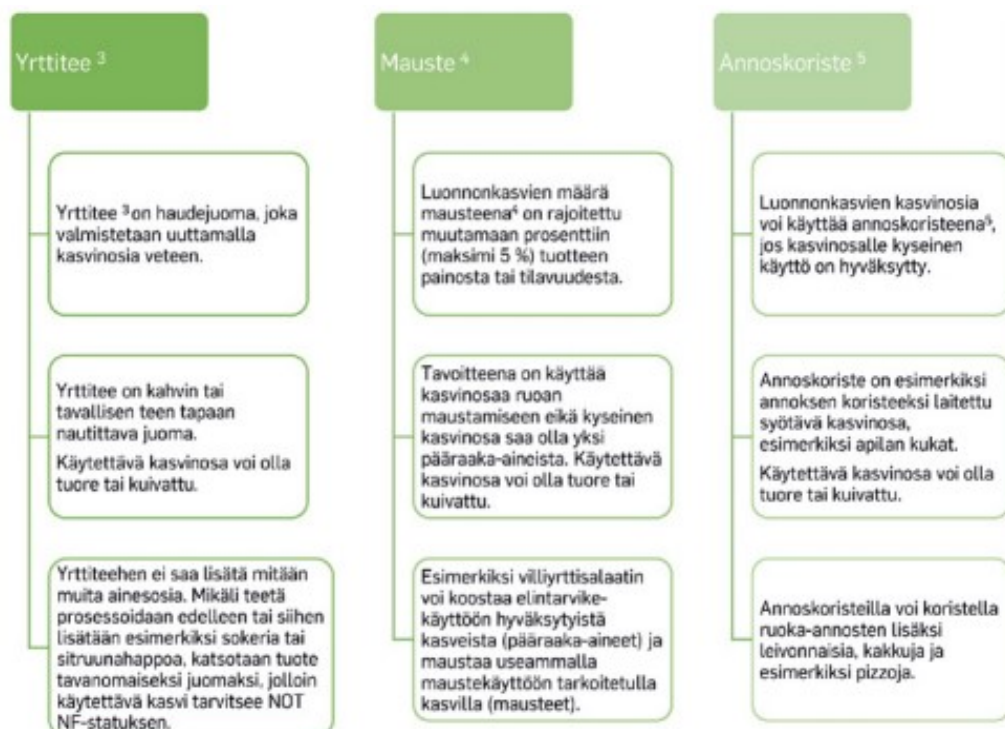 Yrttitee ³
Yrttitee ³ on haudejuoma, joka
valmistetaan uuttamalla
kasvinosia veteen.
Yrttitee on kahvin tai
tavallisen teen tapaan
nautittava juoma.
Käytettävä kasvinosa voi olla
tuore tai kuivattu.
Yrttiteehen ei saa lisätä mitään
muita ainesosia. Mikäli teetä
prosessoidaan edelleen tai siihen
lisätään esimerkiksi sokeria tai
sitruunahappoa, katsotaan tuote
tavanomaiseksi juomaksi, jolloin
käytettävä kasvi tarvitsee NOT
NF-statuksen.
Mauste ⁴
Luonnonkasvien määrä
mausteena⁴ on rajoitettu
muutamaan prosenttiin
(maksimi 5 %) tuotteen
painosta tai tilavuudesta.
Tavoitteena on käyttää
kasvinosaa ruoan
maustamiseen eikä kyseinen
kasvinosa saa olla yksi
pääraaka-aineista. Käytettävä
kasvinosa voi olla tuore tai
kuivattu.
Esimerkiksi villiyrttisalaatin
voi koostaa elintarvike-
käyttöön hyväksytyistä
kasveista (pääraaka-aineet) ja
maustaa useammalla
maustekäyttöön tarkoitetulla
kasvilla (mausteet).
Annoskoriste ⁵
Luonnonkasvien kasvinosia
voi käyttää annoskoristeena⁵,
jos kasvinosalle kyseinen
käyttö on hyväksytty.
Annoskoriste on esimerkiksi
annoksen koristeeksi laitettu
syötävä kasvinosa,
esimerkiksi apilan kukat.
Käytettävä kasvinosa voi olla
tuore tai kuivattu.
Annoskoristeilla voi koristella
ruoka-annosten lisäksi
leivonnaisia, kakkuja ja
esimerkiksi pizzoja.